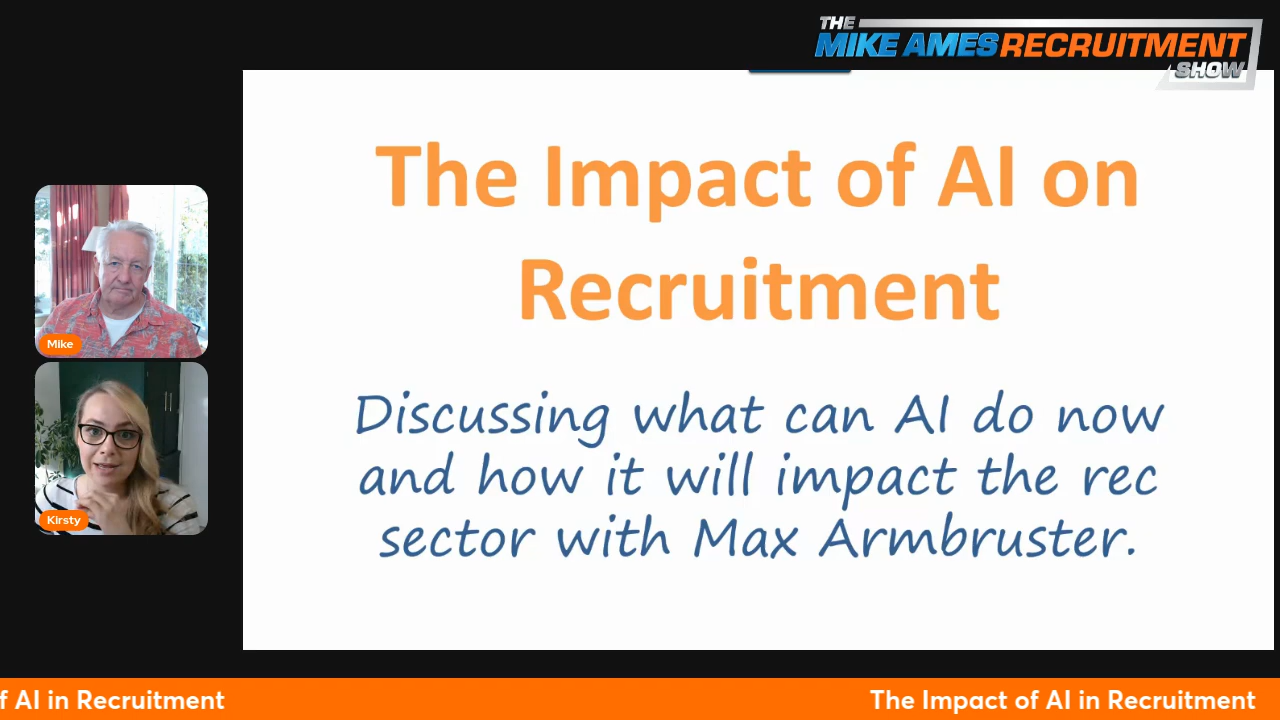 THE
MIKE AMES RECRUITMENT
SHOW
The Impact of AI on
Recruitment
Discussing what can AI do now
and how it will impact the rec
sector with Max Armbruster.
Mike
Kirsty
f AI in Recruitment
The Impact of AI in Recruitment